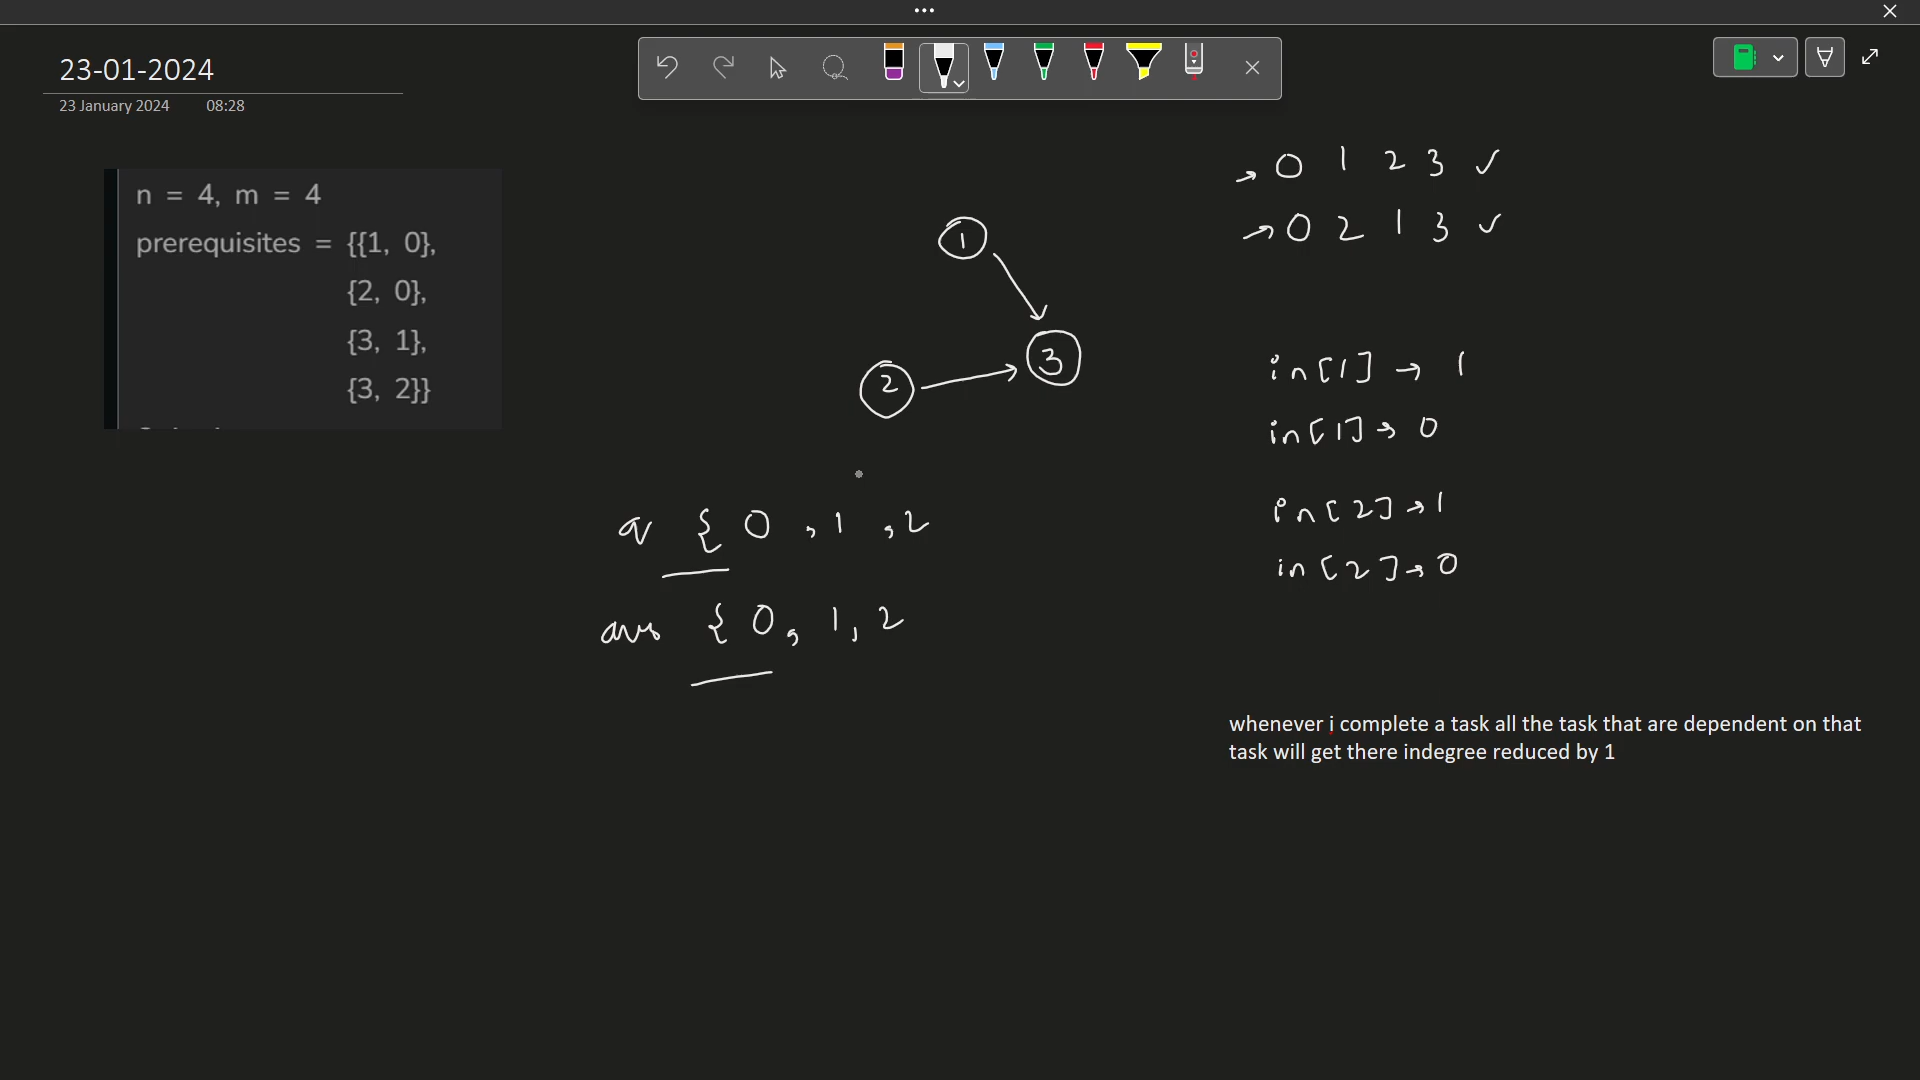 23-01-2024
23 January 2024 08:28
n = 4, m = 4
prerequisites = {{1, 0},
{2, 0},
{3, 1},
{3, 2}}
1
2
3
→ 0 1 2 3 ✓
→ 0 2 1 3 ✓
in[1] → 1
in[1] → 0
in[2] → 1
in[2] → 0
q { 0 , 1 , 2
ans { 0, 1, 2
whenever i complete a task all the task that are dependent on that
task will get there indegree reduced by 1